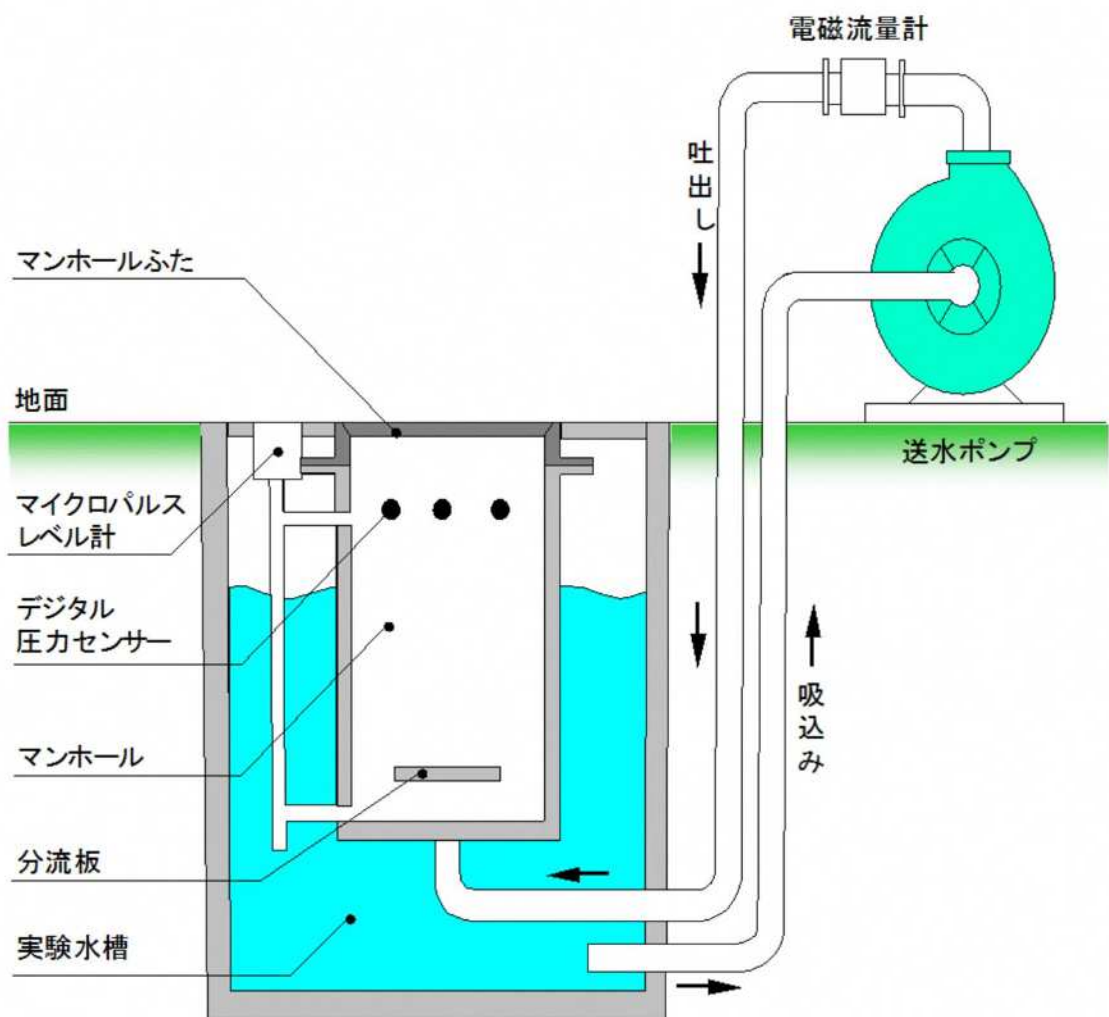 電磁流量計
吐出し
マンホールふた
地面
送水ポンプ
マイクロパルス
レベル計
デジタル
圧力センサー
吸込み
マンホール
分流板
実験水槽